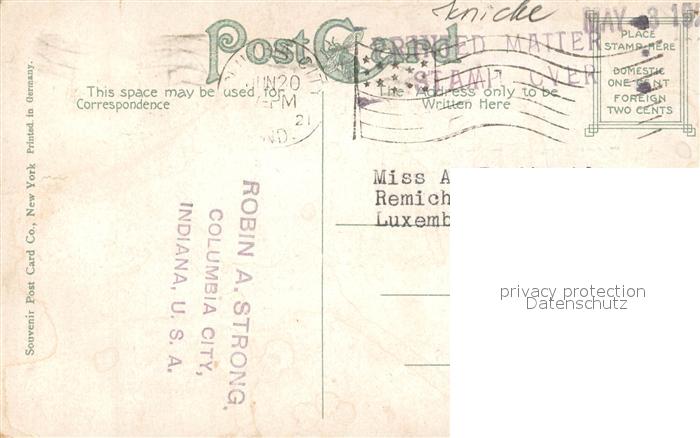 knicke
MAY
Post Card
PRINTED MATTER
STAMP OVER
PLACE
STAMP HERE
DOMESTIC
ONE CENT
FOREIGN
TWO CENTS
JUN 20
PM
21
IND.
This space may be used for
Correspondence
The Address only to be
Written Here
Miss A
Remich
Luxemb
ROBIN A. STRONG,
COLUMBIA CITY,
INDIANA, U. S. A.
Souvenir Post Card Co., New York Printed in Germany.
privacy protection
Datenschutz